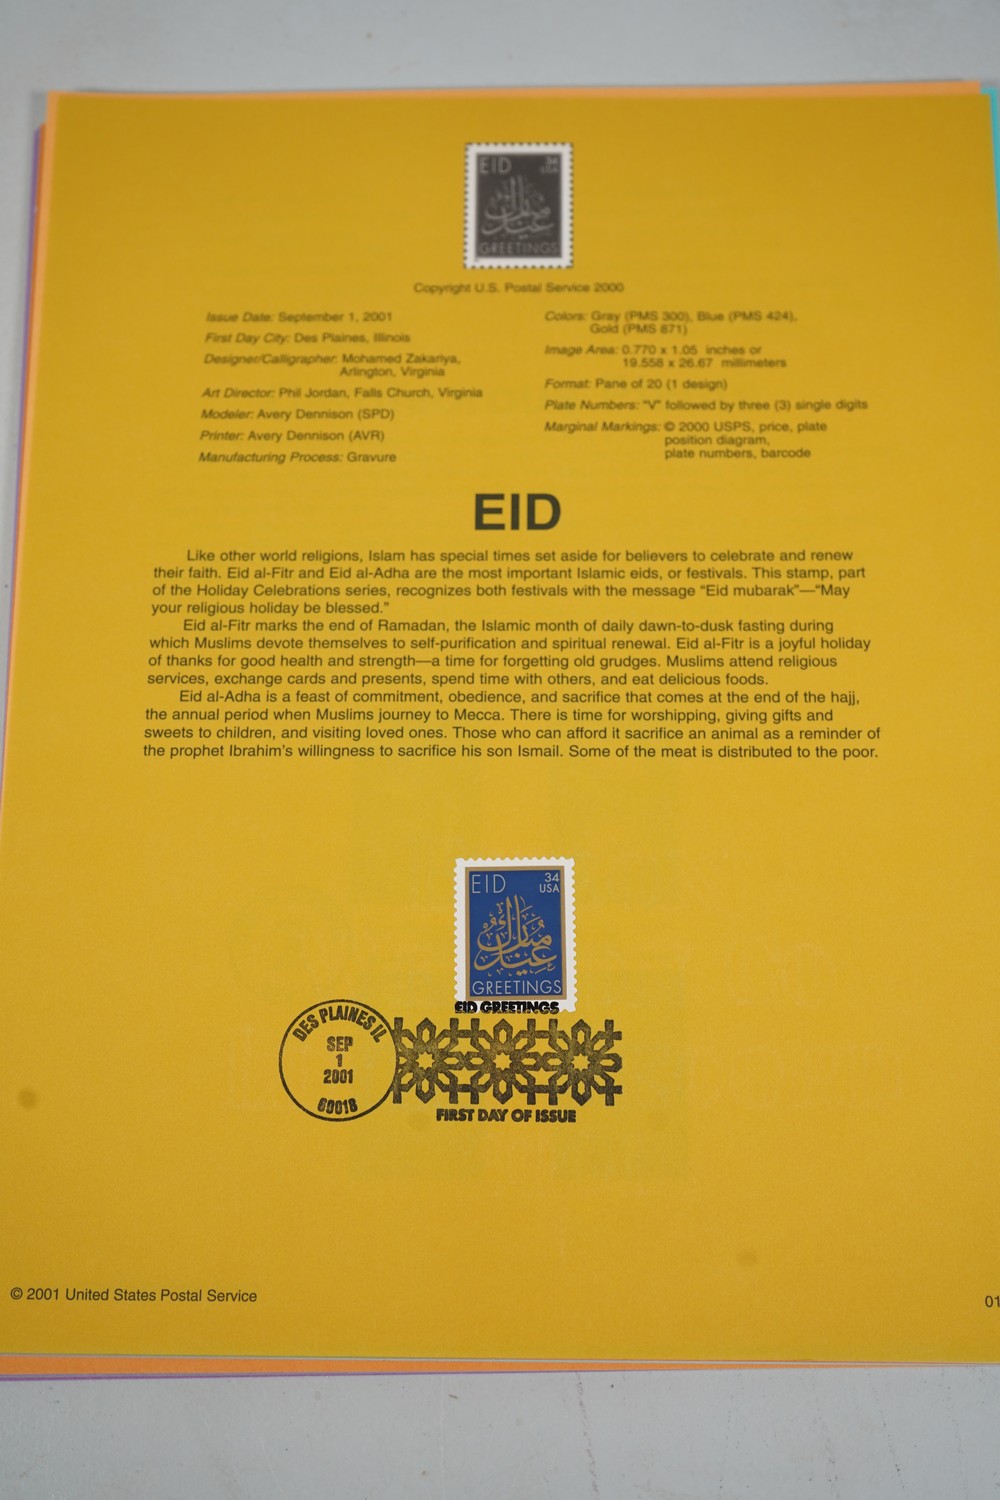 EID 34
USA
عيد مبارك
GREETINGS
Copyright U.S. Postal Service 2000
Issue Date: September 1, 2001
First Day City: Des Plaines, Illinois
Designer/Calligrapher: Mohamed Zakariya,
Arlington, Virginia
Art Director: Phil Jordan, Falls Church, Virginia
Modeler: Avery Dennison (SPD)
Printer: Avery Dennison (AVR)
Manufacturing Process: Gravure
Colors: Gray (PMS 300), Blue (PMS 424),
Gold (PMS 871)
Image Area: 0.770 x 1.05 inches or
19.558 x 26.67 millimeters
Format: Pane of 20 (1 design)
Plate Numbers: "V" followed by three (3) single digits
Marginal Markings: © 2000 USPS, price, plate
position diagram,
plate numbers, barcode
EID
Like other world religions, Islam has special times set aside for believers to celebrate and renew
their faith. Eid al-Fitr and Eid al-Adha are the most important Islamic eids, or festivals. This stamp, part
of the Holiday Celebrations series, recognizes both festivals with the message “Eid mubarak”—“May
your religious holiday be blessed.”
Eid al-Fitr marks the end of Ramadan, the Islamic month of daily dawn-to-dusk fasting during
which Muslims devote themselves to self-purification and spiritual renewal. Eid al-Fitr is a joyful holiday
of thanks for good health and strength—a time for forgetting old grudges. Muslims attend religious
services, exchange cards and presents, spend time with others, and eat delicious foods.
Eid al-Adha is a feast of commitment, obedience, and sacrifice that comes at the end of the hajj,
the annual period when Muslims journey to Mecca. There is time for worshipping, giving gifts and
sweets to children, and visiting loved ones. Those who can afford it sacrifice an animal as a reminder of
the prophet Ibrahim’s willingness to sacrifice his son Ismail. Some of the meat is distributed to the poor.
EID 34
USA
عيد مبارك
GREETINGS
EID GREETINGS
DES PLAINES IL
SEP
1
2001
60018
FIRST DAY OF ISSUE
© 2001 United States Postal Service
01